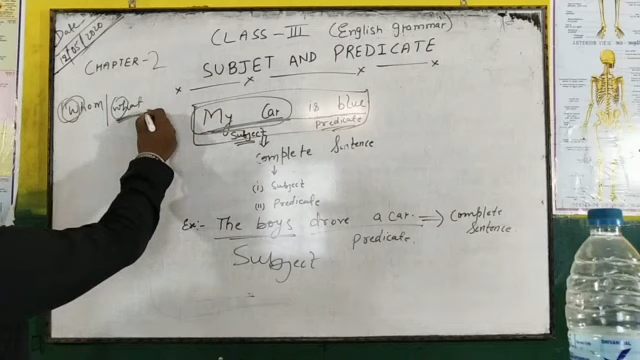 Date
12/05/2020
CLASS-III (English grammar)
CHAPTER-2
SUBJET AND PREDICATE
Whom/what
My Car is blue
Subject predicate
complete Sentence
(i) Subject
(ii) Predicate
Ex:- The boys drove a car. => Complete Sentence
Subject predicate.